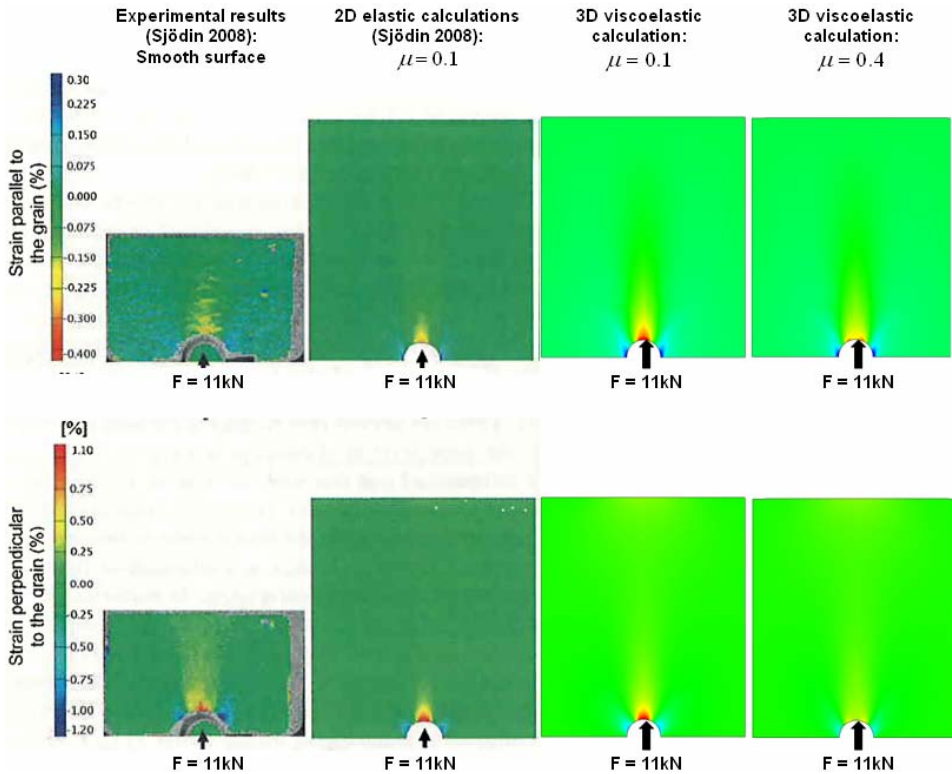 Experimental results
(Sjödin 2008):
Smooth surface
2D elastic calculations
(Sjödin 2008):
μ = 0.1
3D viscoelastic
calculation:
μ = 0.1
3D viscoelastic
calculation:
μ = 0.4
Strain parallel to
the grain (%)
0.30
0.225
0.150
0.075
0.000
-0.075
-0.150
-0.225
-0.300
-0.400
F = 11kN
F = 11kN
F = 11kN
F = 11kN
Strain perpendicular
to the grain (%)
[%]
1.10
0.75
0.50
0.25
0.00
-0.25
-0.50
-0.75
-1.00
-1.20
F = 11kN
F = 11kN
F = 11kN
F = 11kN